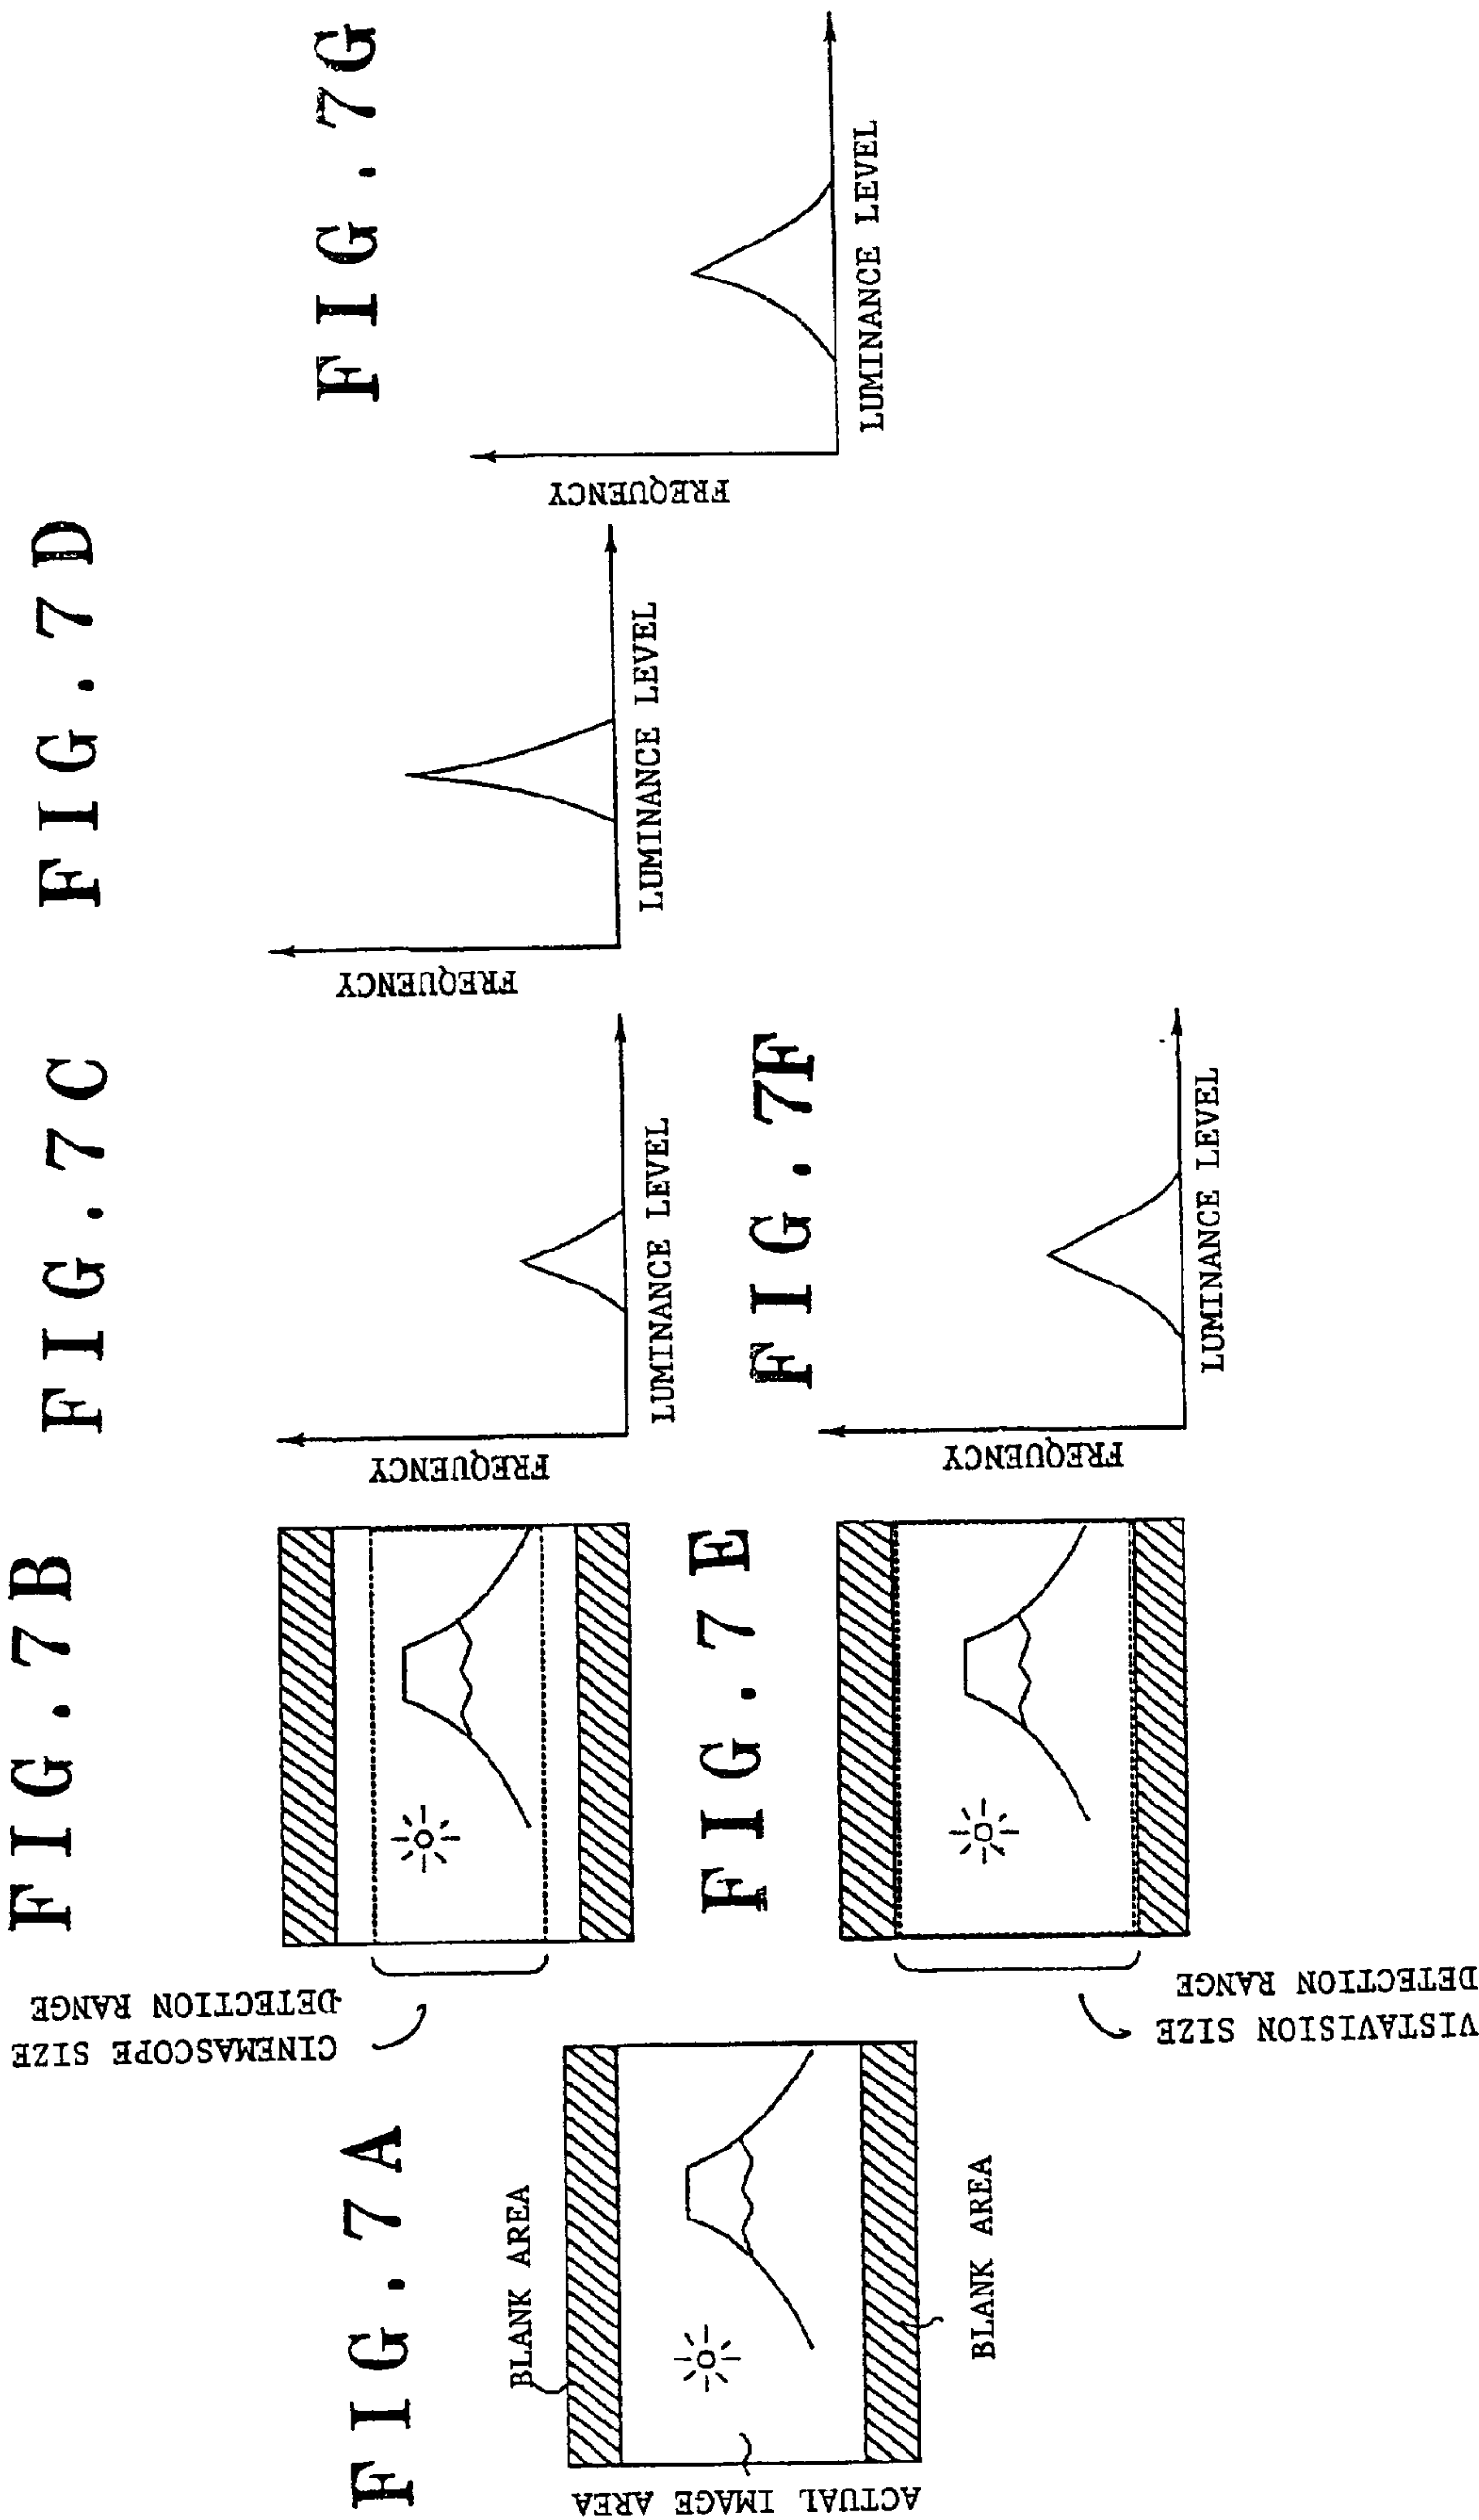 FIG. 7A
BLANK AREA
ACTUAL IMAGE AREA
BLANK AREA
FIG. 7B
CINEMASCOPE SIZE
DETECTION RANGE
FIG. 7C
FREQUENCY
LUMINANCE LEVEL
FIG. 7D
FREQUENCY
LUMINANCE LEVEL
FIG. 7E
VISTAVISION SIZE
DETECTION RANGE
FIG. 7F
FREQUENCY
LUMINANCE LEVEL
FIG. 7G
FREQUENCY
LUMINANCE LEVEL